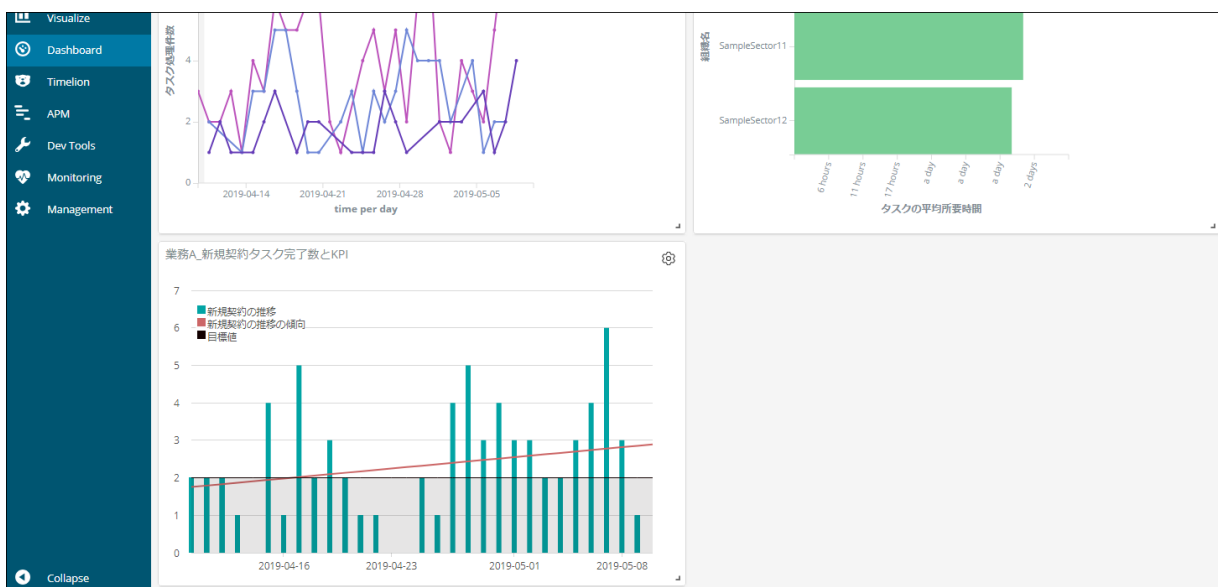 Visualize
Dashboard
Timelion
APM
Dev Tools
Monitoring
Management
Collapse
タスク処理件数
4
2
0
2019-04-14
2019-04-21
2019-04-28
2019-05-05
time per day
組織名
SampleSector11
SampleSector12
6 hours
11 hours
17 hours
a day
a day
a day
2 days
タスクの平均所要時間
業務A_新規契約タスク完了数とKPI
7
6
5
4
3
2
1
0
新規契約の推移
新規契約の推移の傾向
目標値
2019-04-16
2019-04-23
2019-05-01
2019-05-08